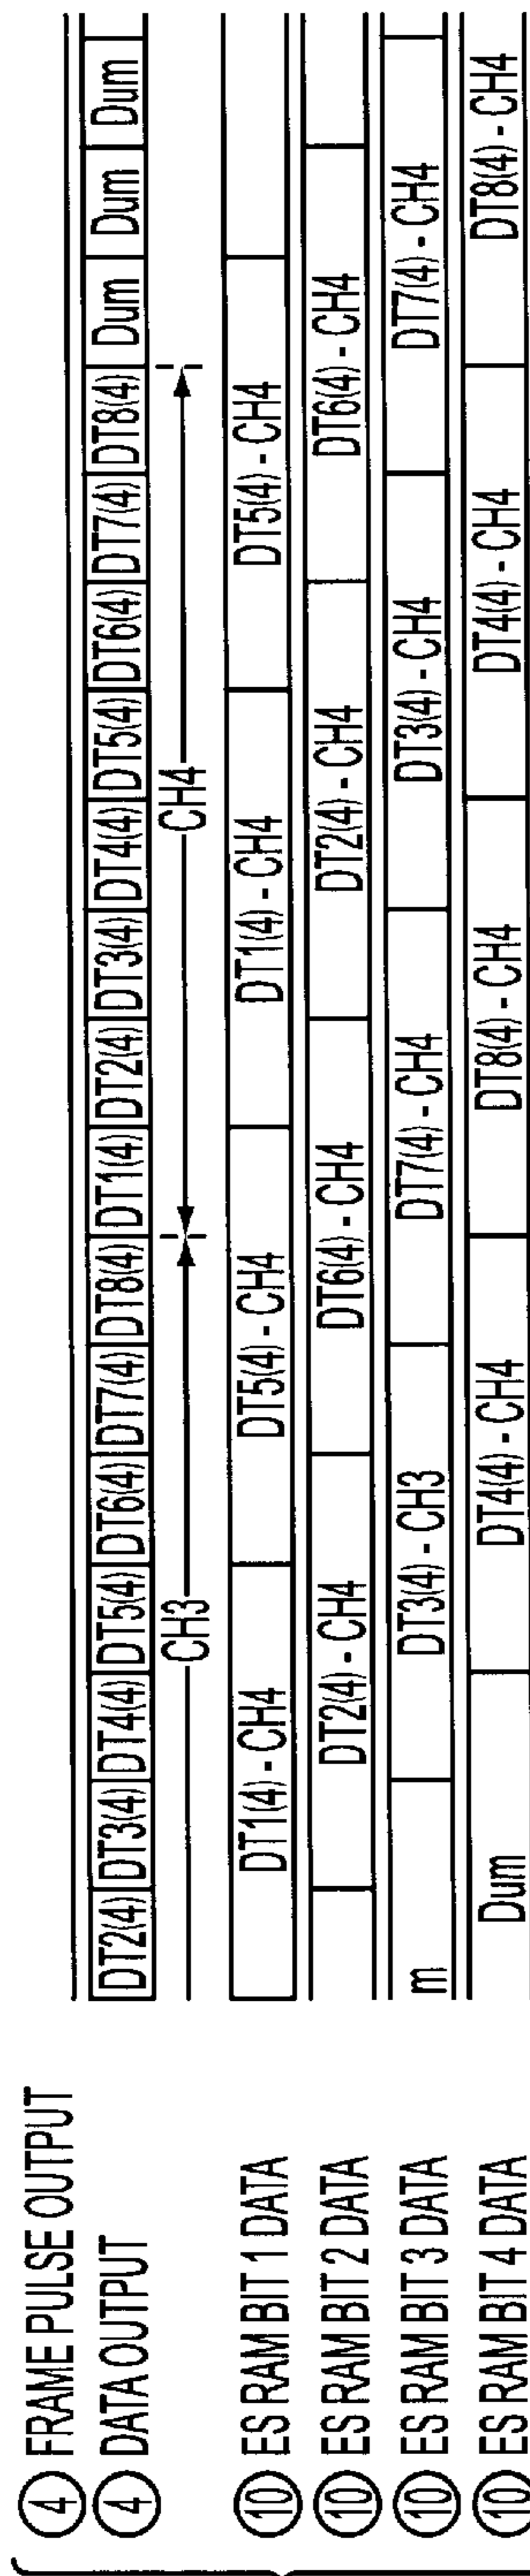 ④ FRAME PULSE OUTPUT
④ DATA OUTPUT DT2(4) DT3(4) DT4(4) DT5(4) DT6(4) DT7(4) DT8(4) DT1(4) DT2(4) DT3(4) DT4(4) DT5(4) DT6(4) DT7(4) DT8(4) Dum Dum Dum
CH3 CH4
⑩ ES RAM BIT 1 DATA DT1(4) - CH4 DT5(4) - CH4 DT1(4) - CH4 DT5(4) - CH4
⑩ ES RAM BIT 2 DATA DT2(4) - CH4 DT6(4) - CH4 DT2(4) - CH4 DT6(4) - CH4
⑩ ES RAM BIT 3 DATA m DT3(4) - CH3 DT7(4) - CH4 DT3(4) - CH4 DT7(4) - CH4
⑩ ES RAM BIT 4 DATA Dum DT4(4) - CH4 DT8(4) - CH4 DT4(4) - CH4 DT8(4) - CH4